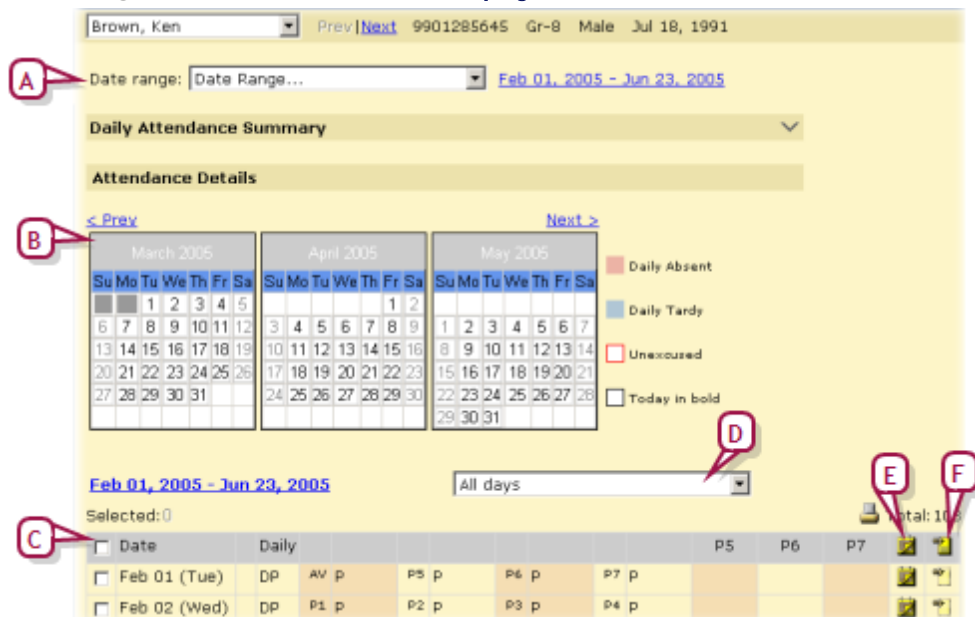 Brown, Ken Prev | Next 9901285645 Gr-8 Male Jul 18, 1991
A Date range: Date Range... Feb 01, 2005 - Jun 23, 2005
Daily Attendance Summary
Attendance Details
< Prev Next >
B March 2005 April 2005 May 2005
Daily Absent
Su Mo Tu We Th Fr Sa Su Mo Tu We Th Fr Sa Su Mo Tu We Th Fr Sa
1 2 3 4 5 1 2
Daily Tardy
6 7 8 9 10 11 12 3 4 5 6 7 8 9 1 2 3 4 5 6 7
13 14 15 16 17 18 19 10 11 12 13 14 15 16 8 9 10 11 12 13 14 Unexcused
20 21 22 23 24 25 26 17 18 19 20 21 22 23 15 16 17 18 19 20 21
27 28 29 30 31 24 25 26 27 28 29 30 22 23 24 25 26 27 28 Today in bold
29 30 31
D
E F
Feb 01, 2005 - Jun 23, 2005 All days
Selected: 0 Total: 108
C Date Daily P5 P6 P7
Feb 01 (Tue) DP AV p P5 p P6 p P7 p
Feb 02 (Wed) DP P1 p P2 p P3 p P4 p